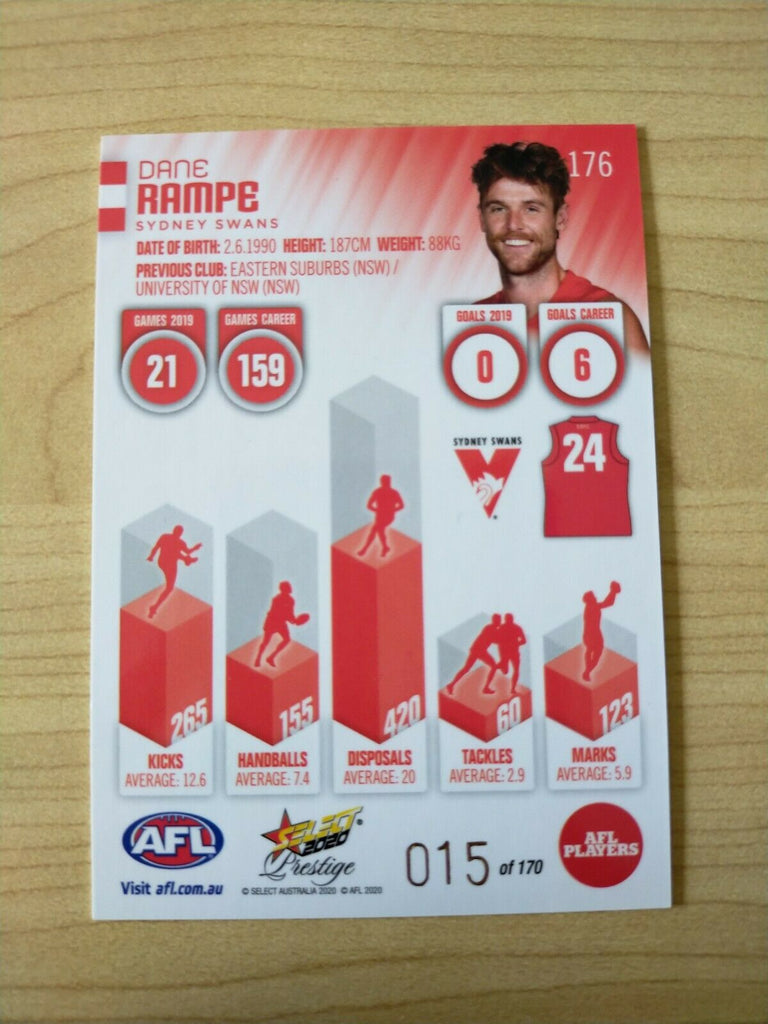 DANE
RAMPE
176
SYDNEY SWANS
DATE OF BIRTH: 2.6.1990 HEIGHT: 187CM WEIGHT: 88KG
PREVIOUS CLUB: EASTERN SUBURBS (NSW) /
UNIVERSITY OF NSW (NSW)
GAMES 2019
21
GAMES CAREER
159
GOALS 2019
0
GOALS CAREER
6
SYDNEY SWANS
24
265
155
420
60
123
KICKS
AVERAGE: 12.6
HANDBALLS
AVERAGE: 7.4
DISPOSALS
AVERAGE: 20
TACKLES
AVERAGE: 2.9
MARKS
AVERAGE: 5.9
AFL
Visit afl.com.au
SELECT
2020
Prestige
© SELECT AUSTRALIA 2020 © AFL 2020
015 of 170
AFL
PLAYERS